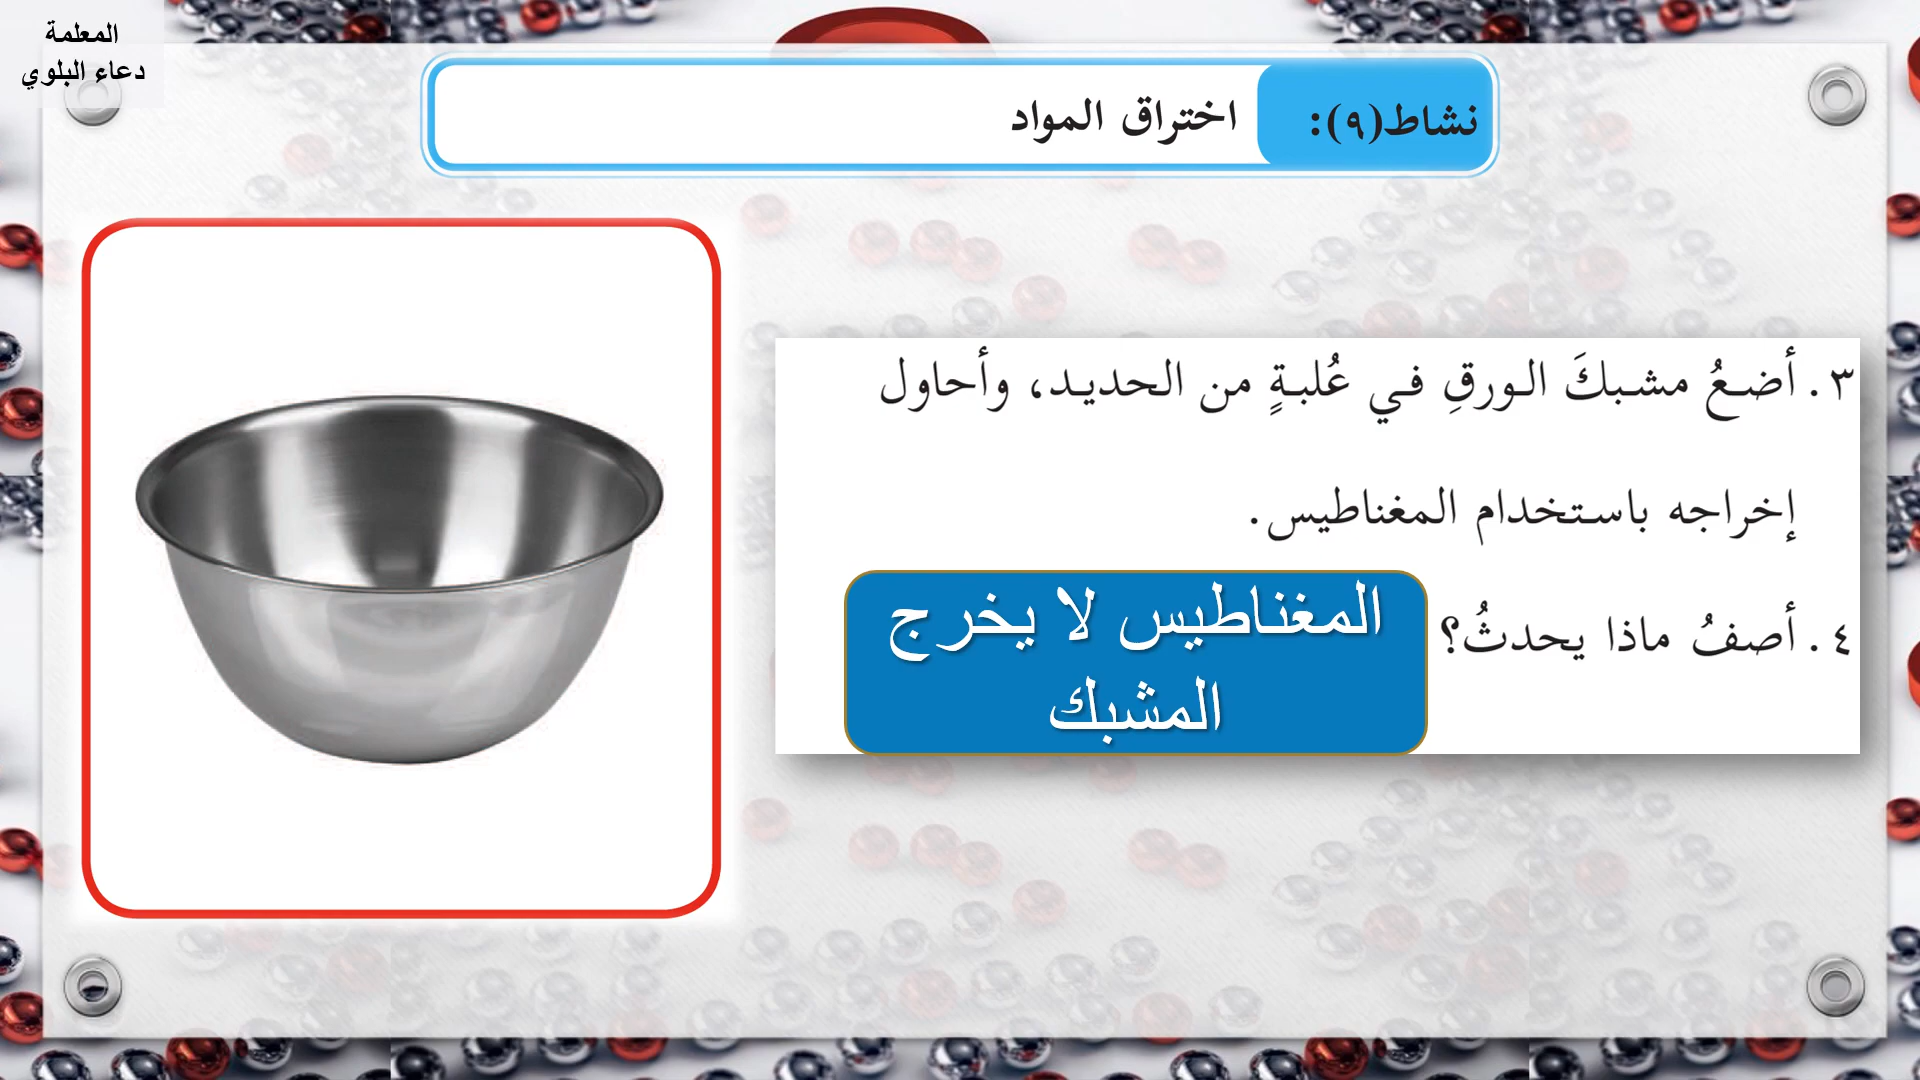 المعلمة
دعاء البلوي
نشاط(٩): اختراق المواد
٣. أضعُ مشبكَ الورقِ في عُلبةٍ من الحديد، وأحاول
إخراجه باستخدام المغناطيس.
٤. أصفُ ماذا يحدثُ؟
المغناطيس لا يخرج
المشبك